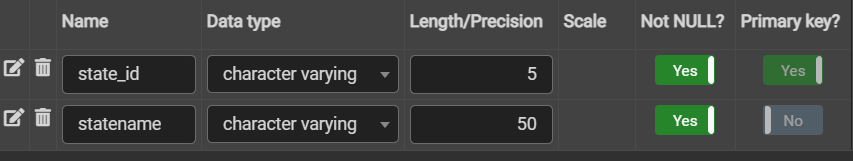 Name Data type Length/Precision Scale Not NULL? Primary key?
state_id character varying 5 Yes Yes
statename character varying 50 Yes No